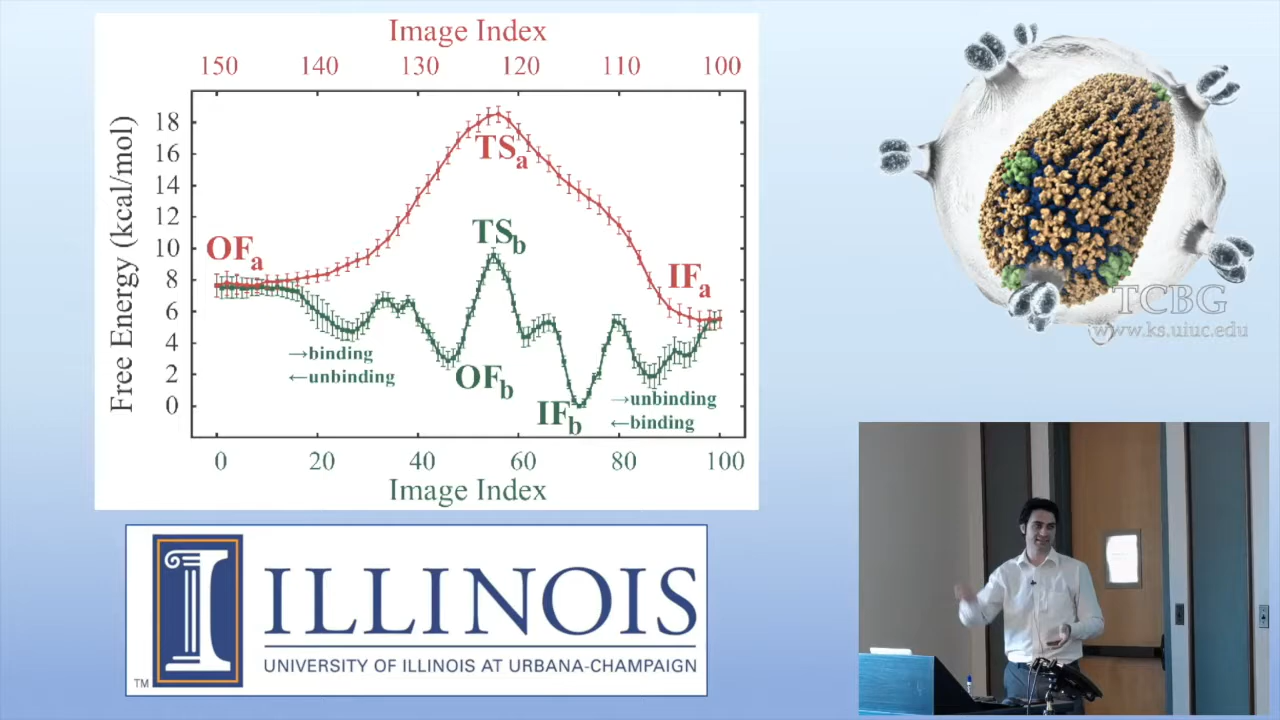 Image Index
150 140 130 120 110 100
Free Energy (kcal/mol)
18
16
14
12
10
8
6
4
2
0
OFa
TSa
TSb
IFa
→binding
←unbinding
OFb
IFb
→unbinding
←binding
0 20 40 60 80 100
Image Index
TCBG
www.ks.uiuc.edu
I ILLINOIS
UNIVERSITY OF ILLINOIS AT URBANA-CHAMPAIGN
TM